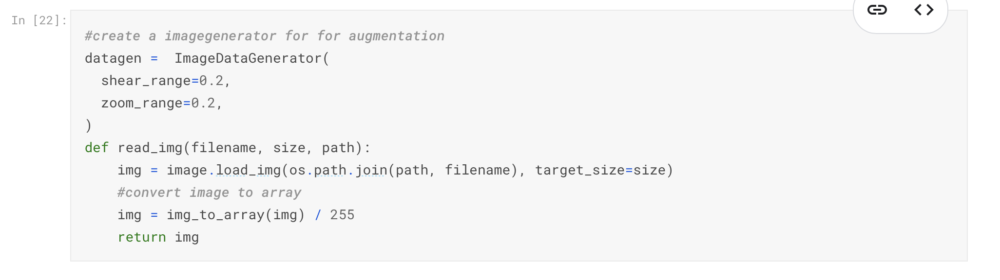 In [22]:
#create a imagegenerator for for augmentation
datagen =  ImageDataGenerator(
  shear_range=0.2,
  zoom_range=0.2,
)
def read_img(filename, size, path):
    img = image.load_img(os.path.join(path, filename), target_size=size)
    #convert image to array
    img = img_to_array(img) / 255
    return img